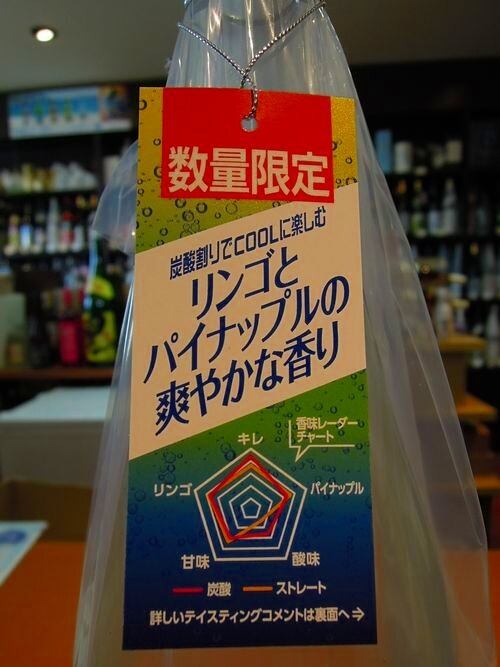 数量限定
炭酸割りでCOOLに楽しむ
リンゴと
パイナップルの
爽やかな香り
香味レーダー
チャート
キレ
リンゴ
パイナップル
甘味
酸味
炭酸 ストレート
詳しいテイスティングコメントは裏面へ→